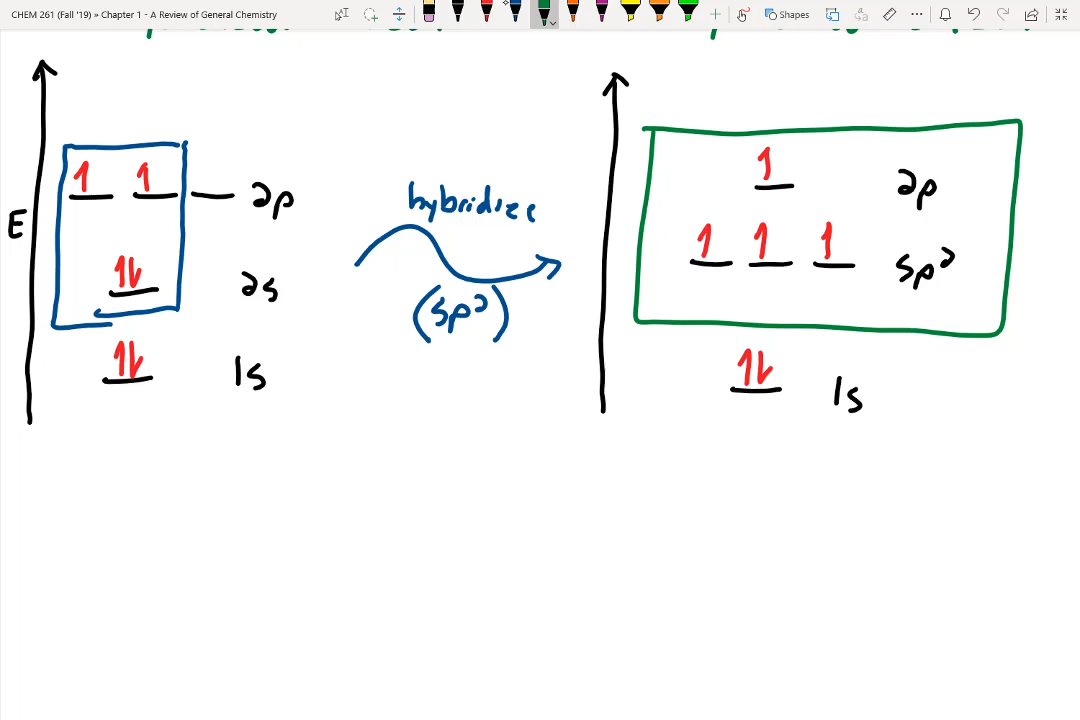 CHEM 261 (Fall '19) » Chapter 1 - A Review of General Chemistry
Shapes
E
2p
2s
1s
hybridize
(sp²)
2p
sp²
1s